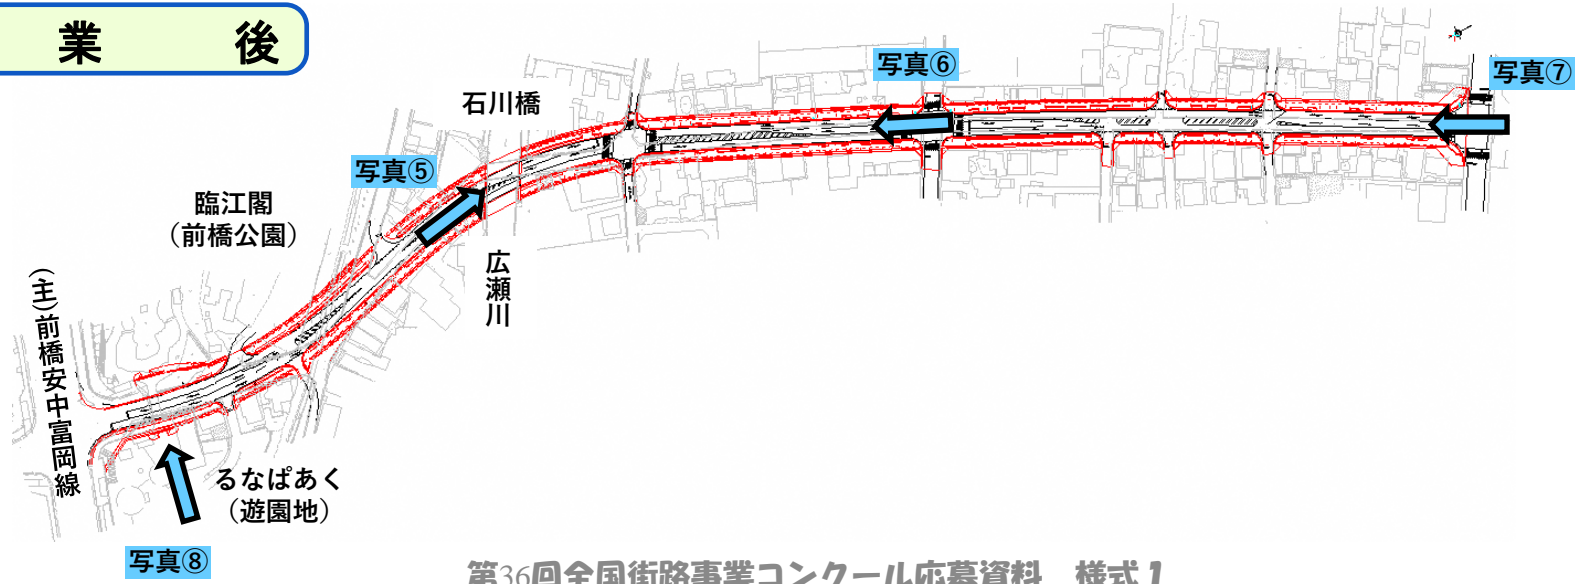 業 後
写真⑥
写真⑦
石川橋
写真⑤
臨江閣
（前橋公園）
広瀬川
(主)前橋安中富岡線
るなぱあく
（遊園地）
写真⑧
第36回全国街路事業コンクール応募資料 様式1